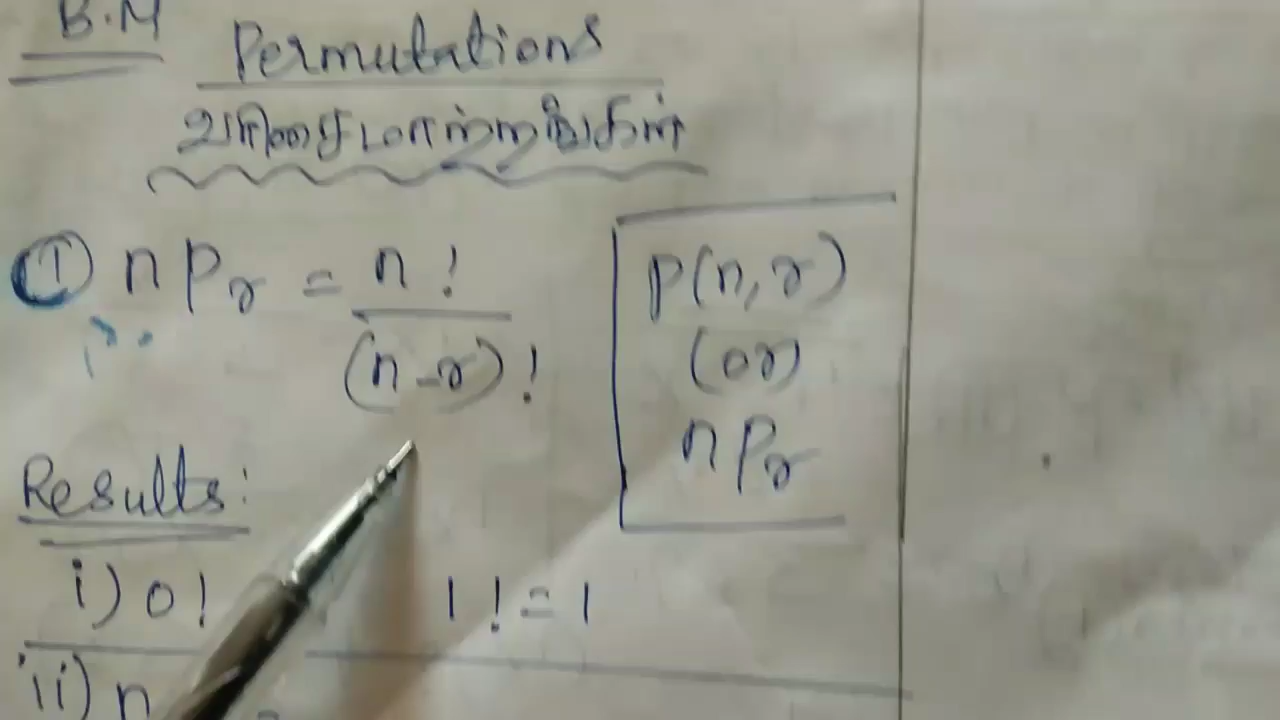 B.M
Permutations
வரிசைமாற்றங்கள்
① nPr = n! / (n-r)!
P(n,r)
(or)
nPr
Results:
i) 0! 1! = 1
ii) n